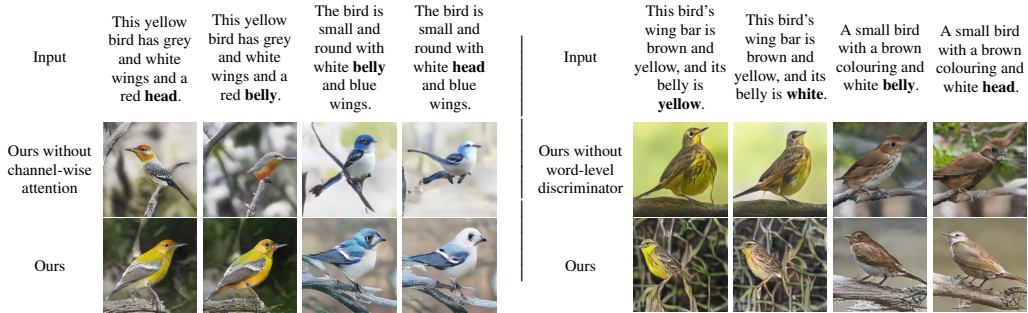 Input
This yellow
bird has grey
and white
wings and a
red head.
This yellow
bird has grey
and white
wings and a
red belly.
The bird is
small and
round with
white belly
and blue
wings.
The bird is
small and
round with
white head
and blue
wings.
Ours without
channel-wise
attention
Ours
Input
This bird's
wing bar is
brown and
yellow, and its
belly is
yellow.
This bird's
wing bar is
brown and
yellow, and its
belly is white.
A small bird
with a brown
colouring and
white belly.
A small bird
with a brown
colouring and
white head.
Ours without
word-level
discriminator
Ours